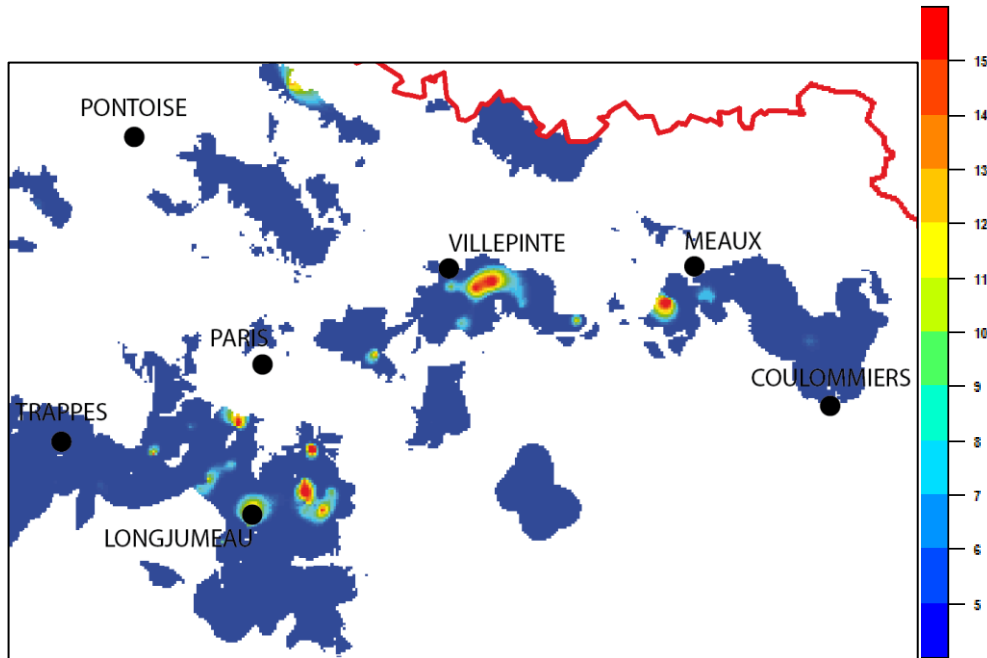 PONTOISE
VILLEPINTE
MEAUX
PARIS
COULOMMIERS
TRAPPES
LONGJUMEAU
15
14
13
12
11
10
9
8
7
6
5